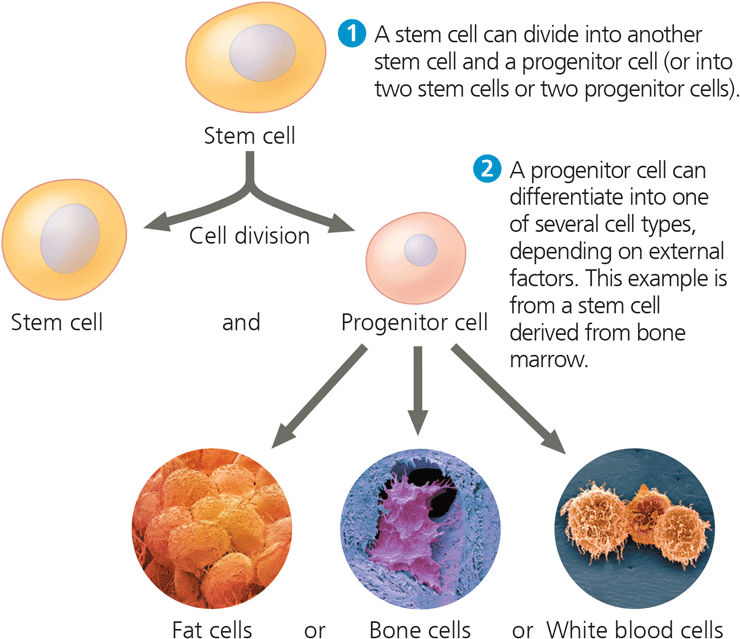 1 A stem cell can divide into another
stem cell and a progenitor cell (or into
two stem cells or two progenitor cells).
Stem cell
2 A progenitor cell can
differentiate into one
of several cell types,
depending on external
factors. This example is
from a stem cell
derived from bone
marrow.
Cell division
Stem cell and Progenitor cell
Fat cells or Bone cells or White blood cells